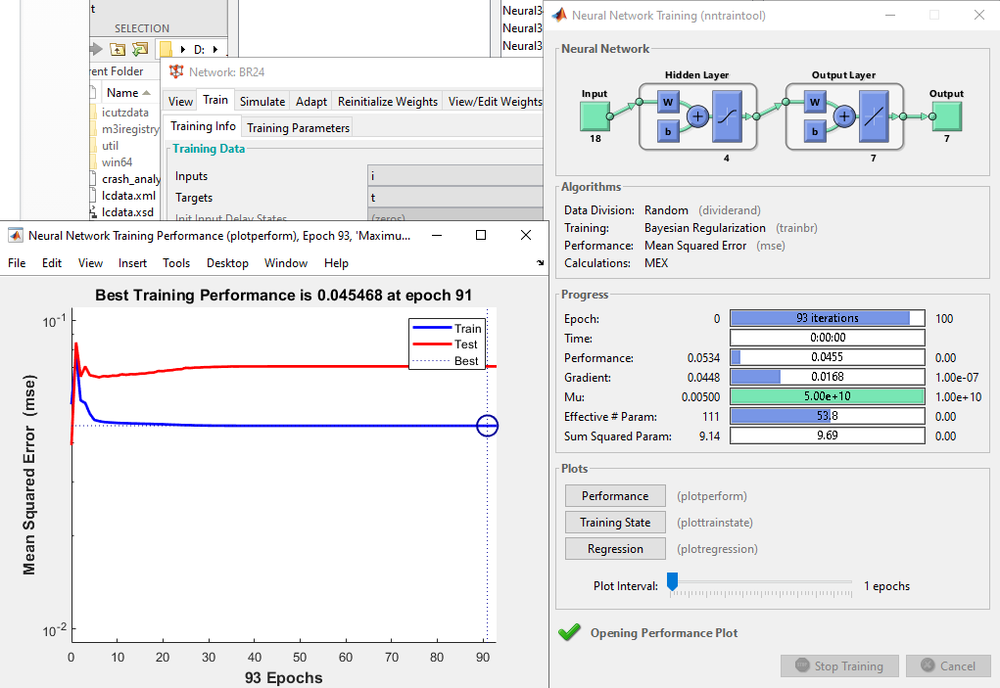 t
SELECTION
D:
rent Folder
Name
icutzdata
m3iregistry
util
win64
crash_analy
lcdata.xml
lcdata.xsd
Neural3
Neural3
Neural3
Network: BR24
View Train Simulate Adapt Reinitialize Weights View/Edit Weights
Training Info Training Parameters
Training Data
Inputs i
Targets t
Init Input Delay States (zeros)
Neural Network Training Performance (plotperform), Epoch 93, 'Maximu...
File Edit View Insert Tools Desktop Window Help
Best Training Performance is 0.045468 at epoch 91
10-1
10-2
Mean Squared Error (mse)
Train
Test
Best
0 10 20 30 40 50 60 70 80 90
93 Epochs
Neural Network Training (nntraintool)
Neural Network
Hidden Layer Output Layer
Input Output
W W
b b
18 4 7 7
Algorithms
Data Division: Random (dividerand)
Training: Bayesian Regularization (trainbr)
Performance: Mean Squared Error (mse)
Calculations: MEX
Progress
Epoch: 0 93 iterations 100
Time: 0:00:00
Performance: 0.0534 0.0455 0.00
Gradient: 0.0448 0.0168 1.00e-07
Mu: 0.00500 5.00e+10 1.00e+10
Effective # Param: 111 53.8 0.00
Sum Squared Param: 9.14 9.69 0.00
Plots
Performance (plotperform)
Training State (plottrainstate)
Regression (plotregression)
Plot Interval: 1 epochs
Opening Performance Plot
Stop Training Cancel